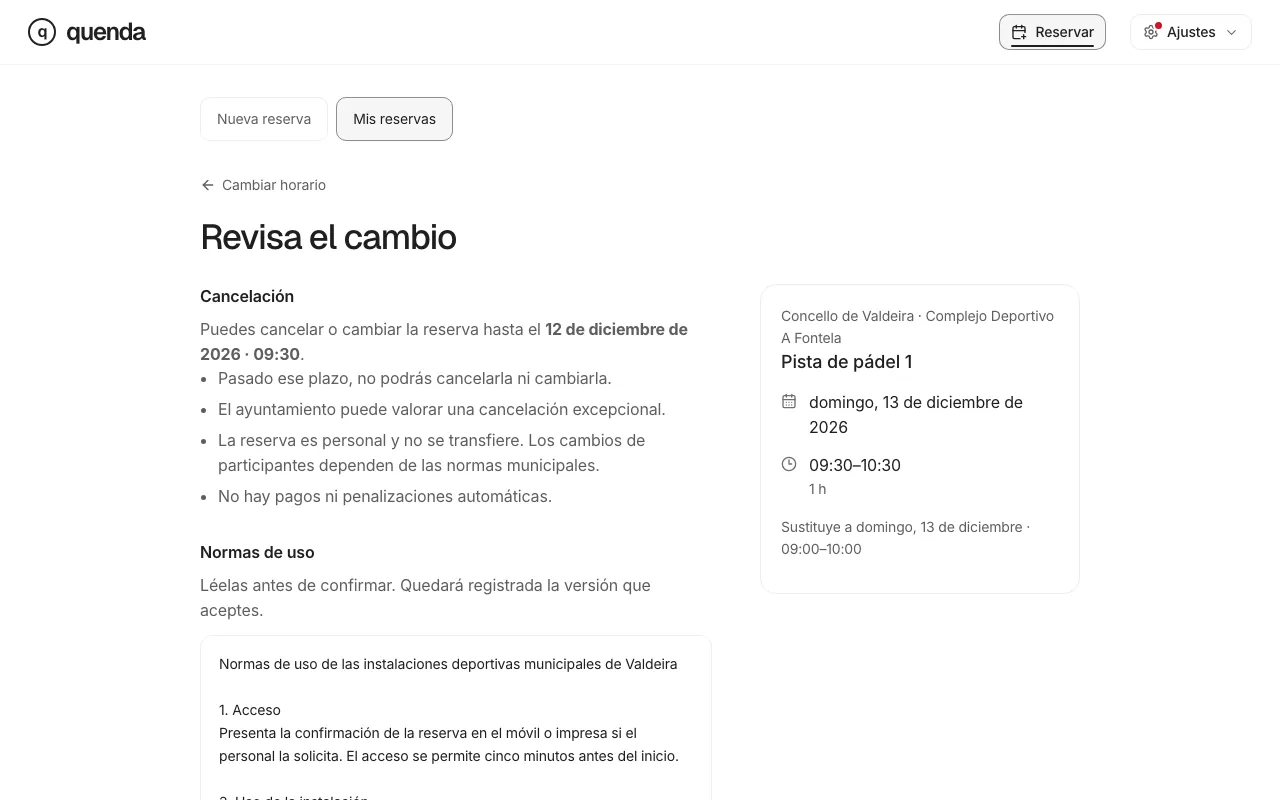 q quenda
Reservar
Ajustes
Nueva reserva
Mis reservas
Cambiar horario
Revisa el cambio
Cancelación
Puedes cancelar o cambiar la reserva hasta el 12 de diciembre de
2026 · 09:30.
• Pasado ese plazo, no podrás cancelarla ni cambiarla.
• El ayuntamiento puede valorar una cancelación excepcional.
• La reserva es personal y no se transfiere. Los cambios de
participantes dependen de las normas municipales.
• No hay pagos ni penalizaciones automáticas.
Normas de uso
Léelas antes de confirmar. Quedará registrada la versión que
aceptes.
Normas de uso de las instalaciones deportivas municipales de Valdeira
1. Acceso
Presenta la confirmación de la reserva en el móvil o impresa si el
personal la solicita. El acceso se permite cinco minutos antes del inicio.
2. Uso de la instalación
Concello de Valdeira · Complejo Deportivo
A Fontela
Pista de pádel 1
domingo, 13 de diciembre de
2026
09:30–10:30
1 h
Sustituye a domingo, 13 de diciembre ·
09:00–10:00